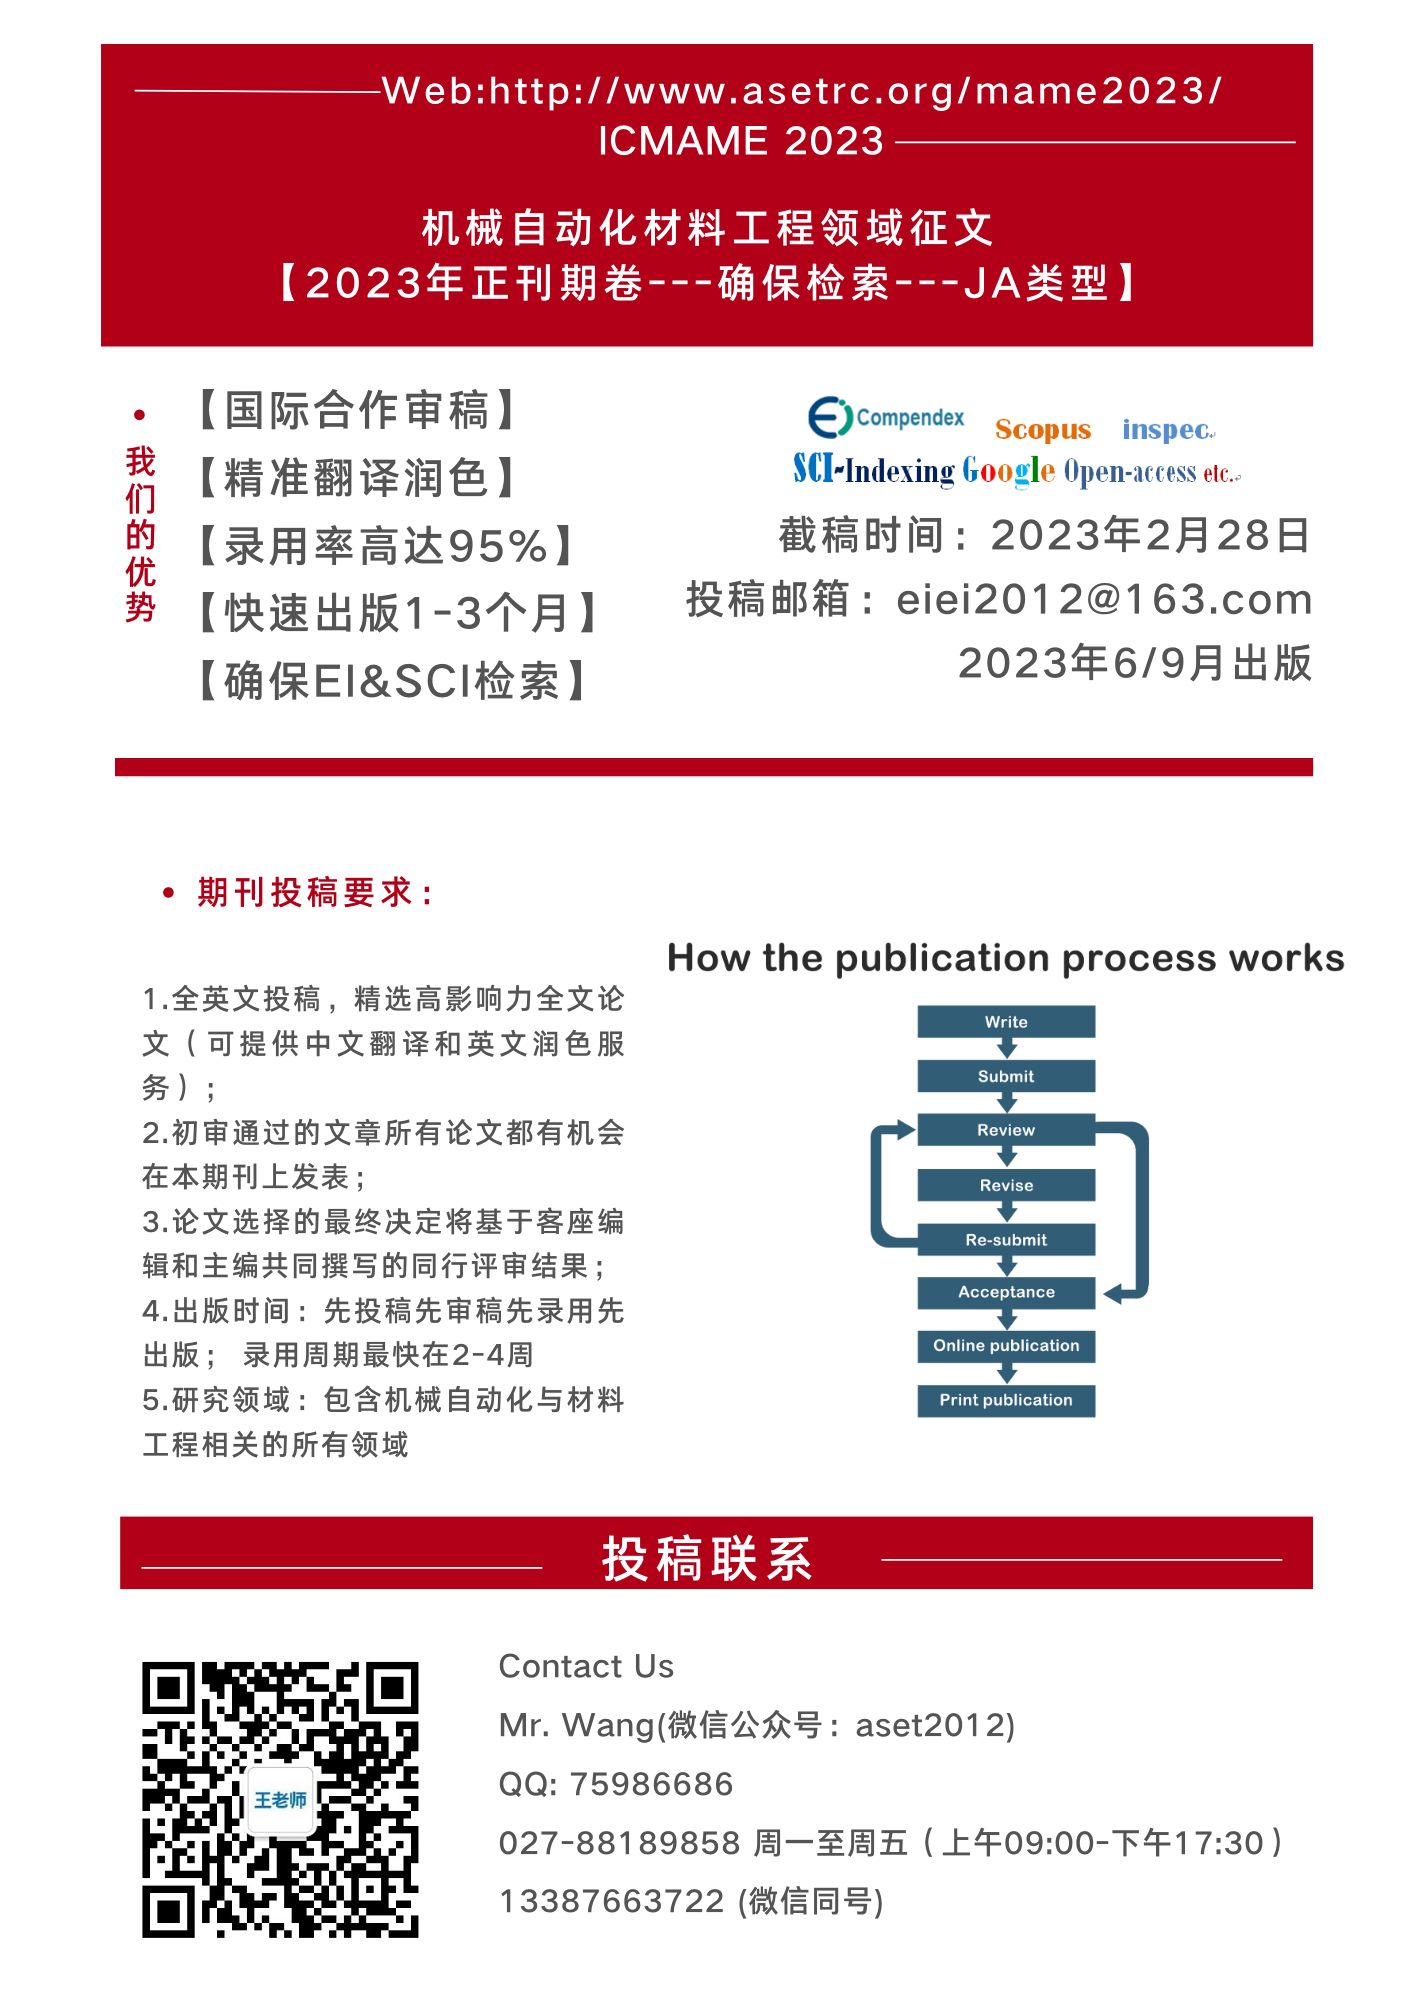 Web:http://www.asetrc.org/mame2023/
ICMAME 2023
机械自动化材料工程领域征文
【2023年正刊期卷---确保检索---JA类型】
我们的优势
【国际合作审稿】
【精准翻译润色】
【录用率高达95%】
【快速出版1-3个月】
【确保EI&SCI检索】
Ei Compendex Scopus inspec
SCI-Indexing Google Open-access etc.
截稿时间：2023年2月28日
投稿邮箱：eiei2012@163.com
2023年6/9月出版
期刊投稿要求：
1.全英文投稿，精选高影响力全文论
文（可提供中文翻译和英文润色服
务）；
2.初审通过的文章所有论文都有机会
在本期刊上发表；
3.论文选择的最终决定将基于客座编
辑和主编共同撰写的同行评审结果；
4.出版时间：先投稿先审稿先录用先
出版； 录用周期最快在2-4周
5.研究领域：包含机械自动化与材料
工程相关的所有领域
How the publication process works
Write
Submit
Review
Revise
Re-submit
Acceptance
Online publication
Print publication
投稿联系
王老师
Contact Us
Mr. Wang(微信公众号：aset2012)
QQ: 75986686
027-88189858 周一至周五（上午09:00-下午17:30）
13387663722 (微信同号)